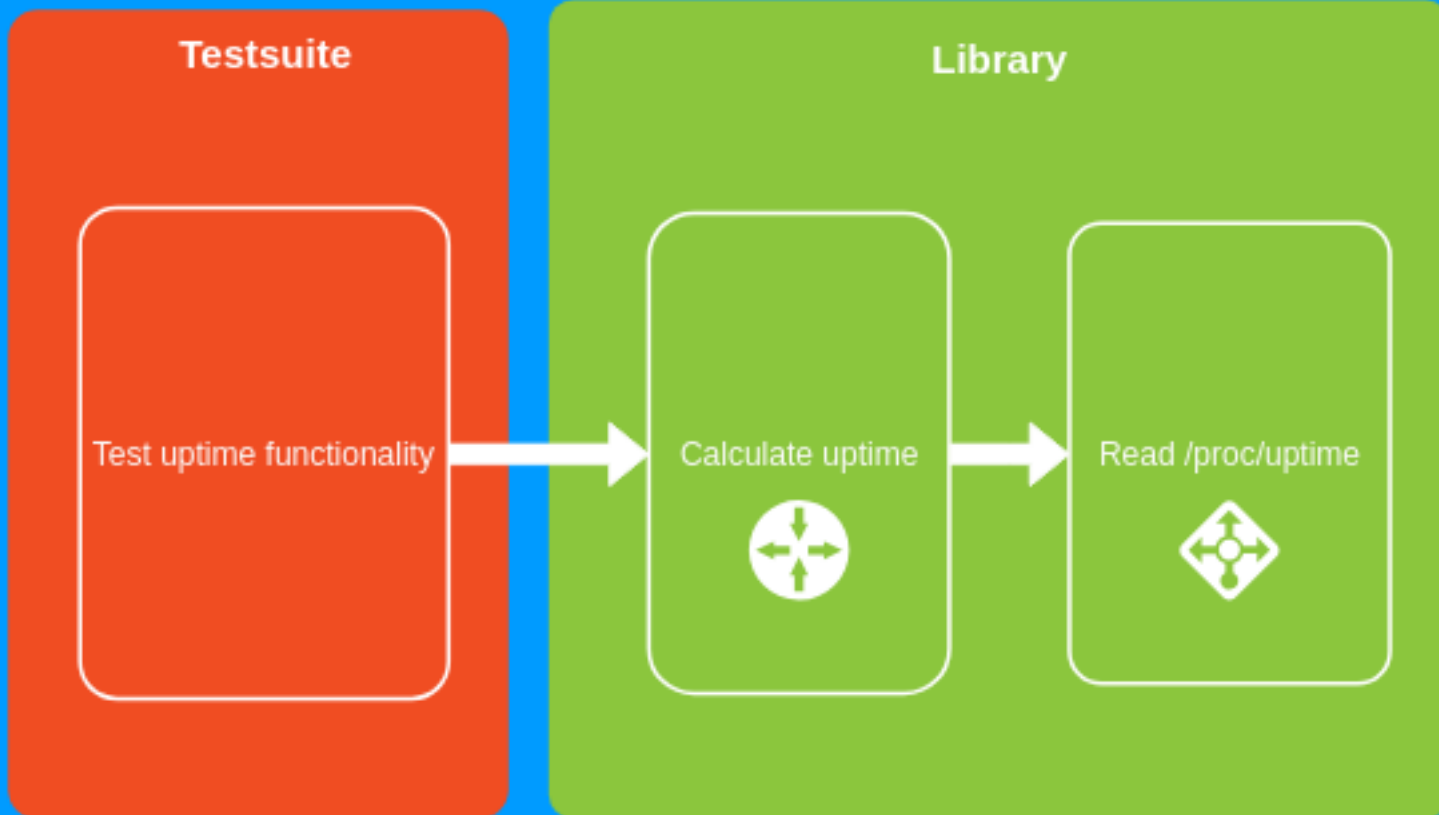 Testsuite
Library
Test uptime functionality
Calculate uptime
Read /proc/uptime